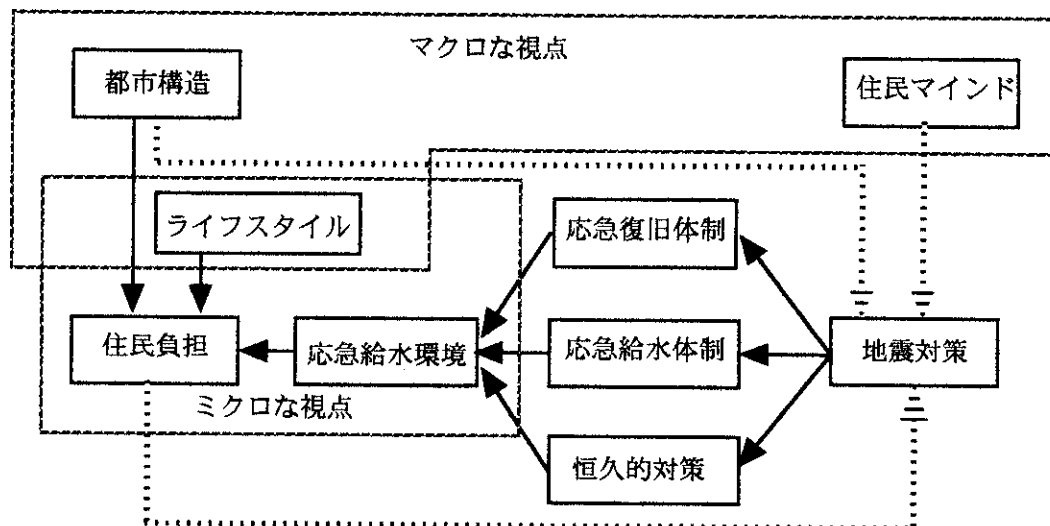 マクロな視点
都市構造
住民マインド
ライフスタイル
応急復旧体制
住民負担
応急給水環境
応急給水体制
地震対策
ミクロな視点
恒久的対策